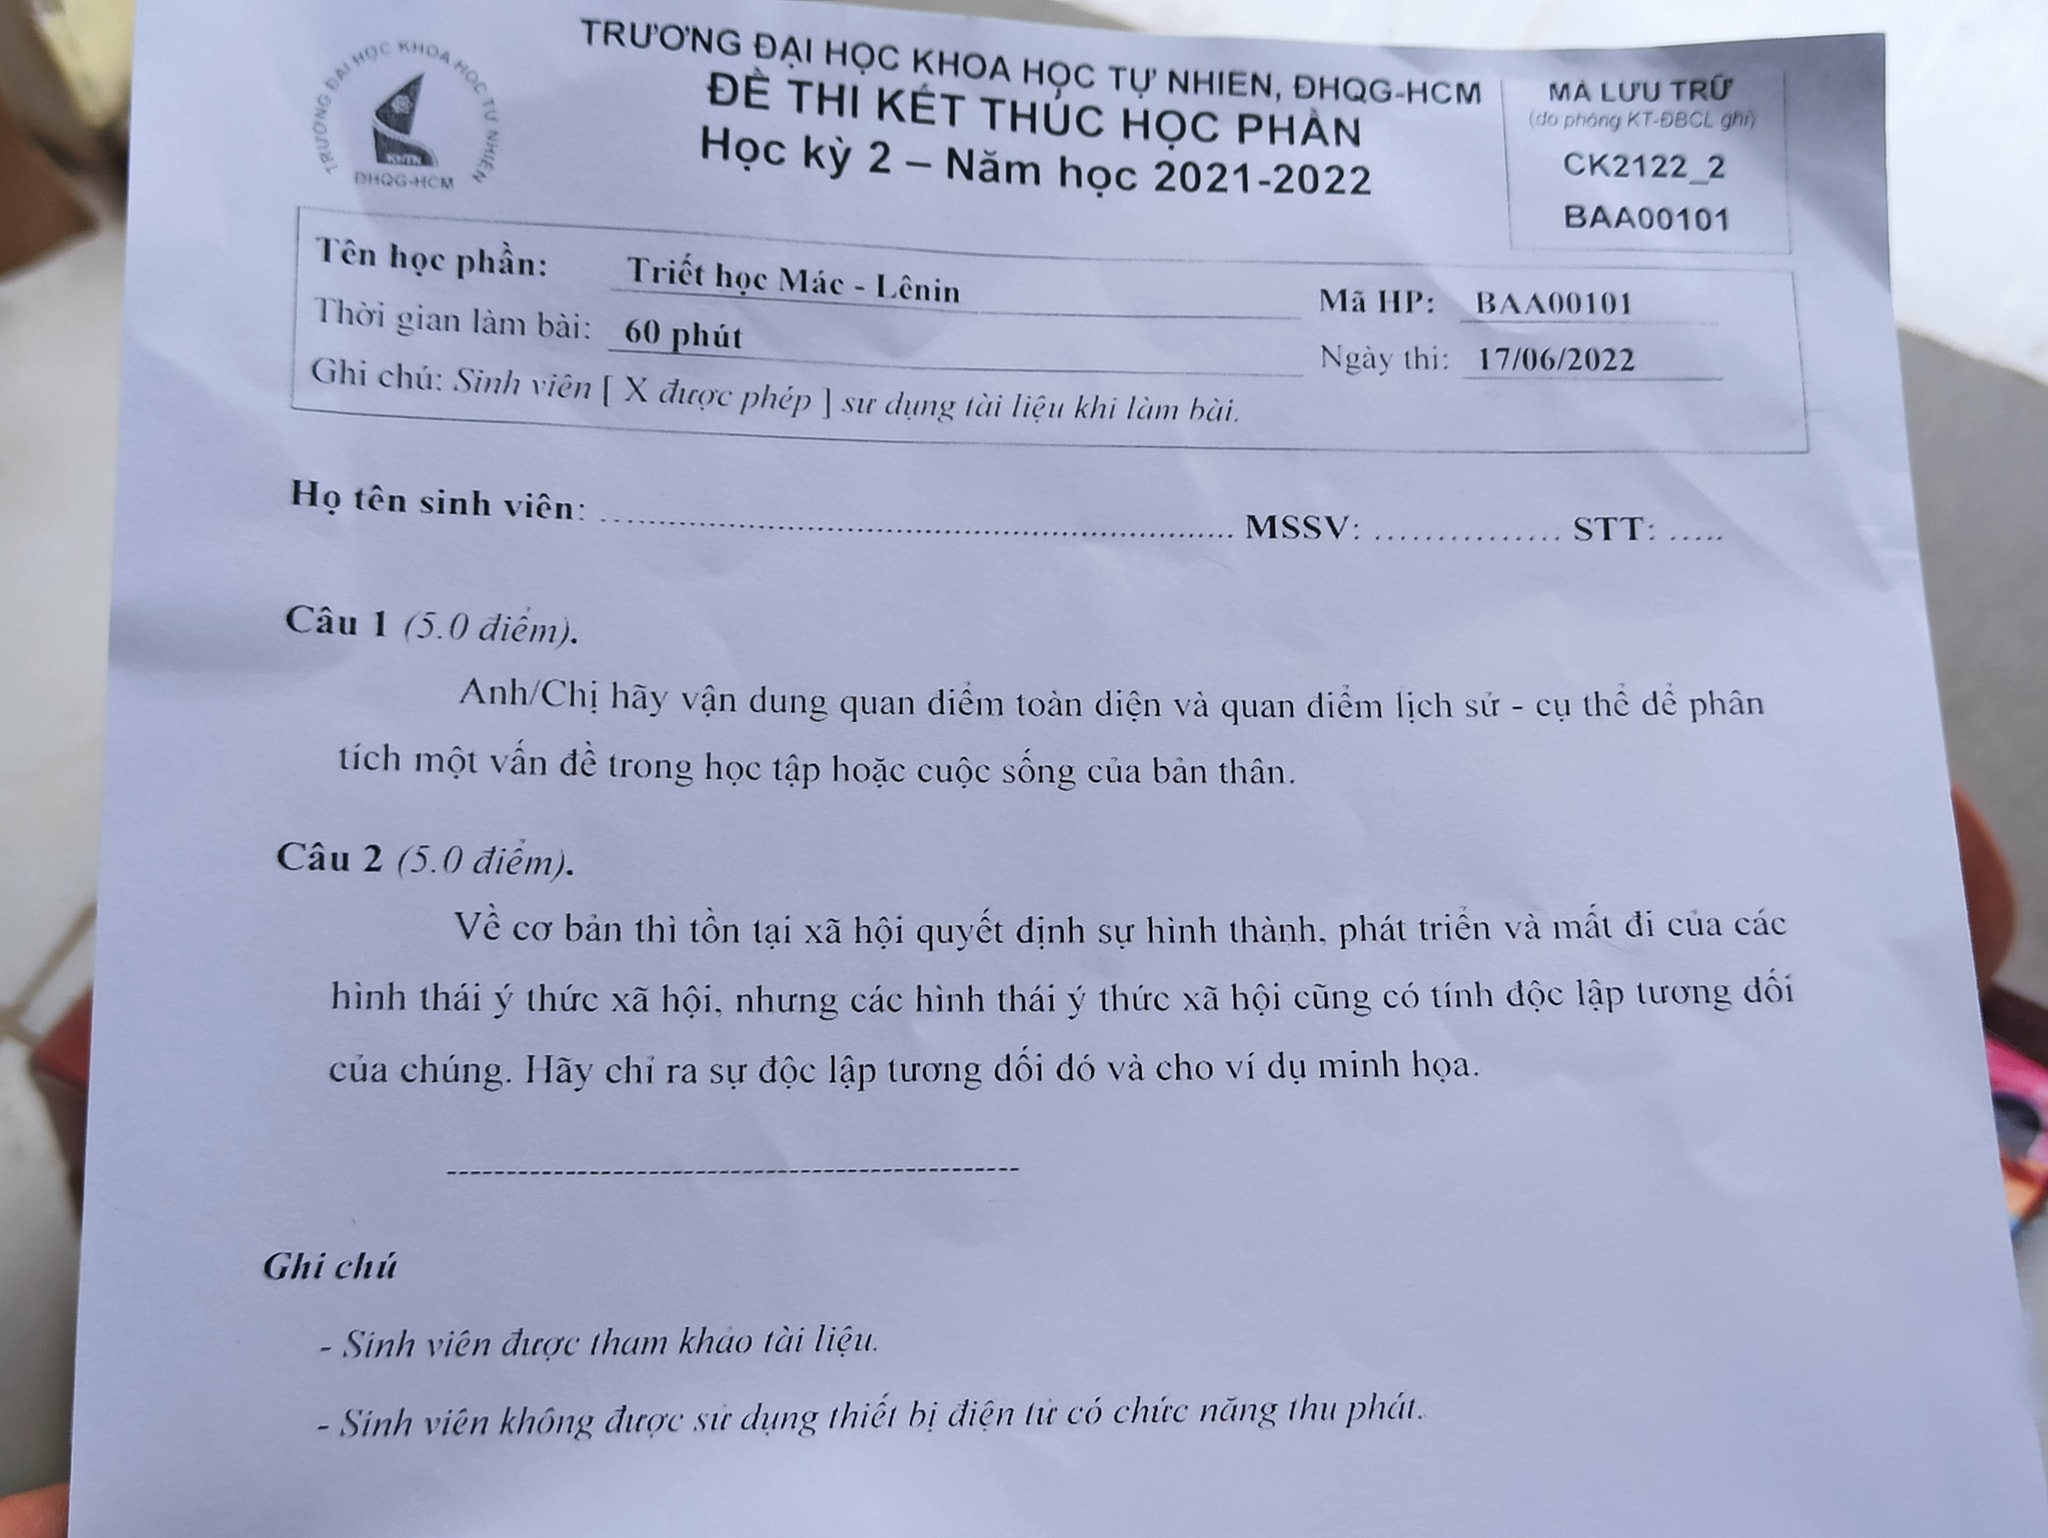 TRƯỜNG ĐẠI HỌC KHOA HỌC TỰ NHIÊN
KHTN
ĐHQG-HCM
TRƯỜNG ĐẠI HỌC KHOA HỌC TỰ NHIÊN, ĐHQG-HCM
ĐỀ THI KẾT THÚC HỌC PHẦN
Học kỳ 2 – Năm học 2021-2022
MÃ LƯU TRỮ
(do phòng KT-ĐBCL ghi)
CK2122_2
BAA00101
Tên học phần: Triết học Mác - Lênin Mã HP: BAA00101
Thời gian làm bài: 60 phút Ngày thi: 17/06/2022
Ghi chú: Sinh viên [ X được phép ] sử dụng tài liệu khi làm bài.
Họ tên sinh viên: ........................................................................ MSSV: ................ STT: .....
Câu 1 (5.0 điểm).
Anh/Chị hãy vận dụng quan điểm toàn diện và quan điểm lịch sử - cụ thể để phân
tích một vấn đề trong học tập hoặc cuộc sống của bản thân.
Câu 2 (5.0 điểm).
Về cơ bản thì tồn tại xã hội quyết định sự hình thành, phát triển và mất đi của các
hình thái ý thức xã hội, nhưng các hình thái ý thức xã hội cũng có tính độc lập tương đối
của chúng. Hãy chỉ ra sự độc lập tương đối đó và cho ví dụ minh họa.
------------------------------------------------
Ghi chú
- Sinh viên được tham khảo tài liệu.
- Sinh viên không được sử dụng thiết bị điện tử có chức năng thu phát.